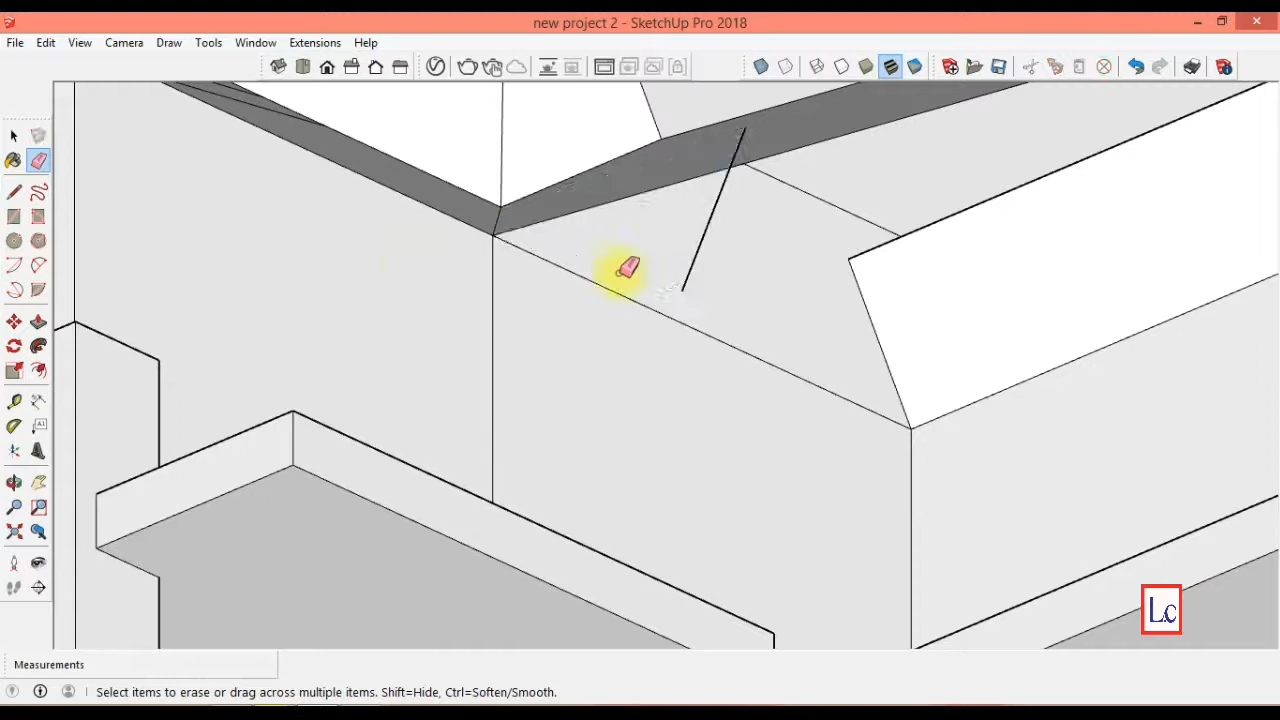 new project 2 - SketchUp Pro 2018
File Edit View Camera Draw Tools Window Extensions Help
A1
Lc
Measurements
Select items to erase or drag across multiple items. Shift=Hide, Ctrl=Soften/Smooth.